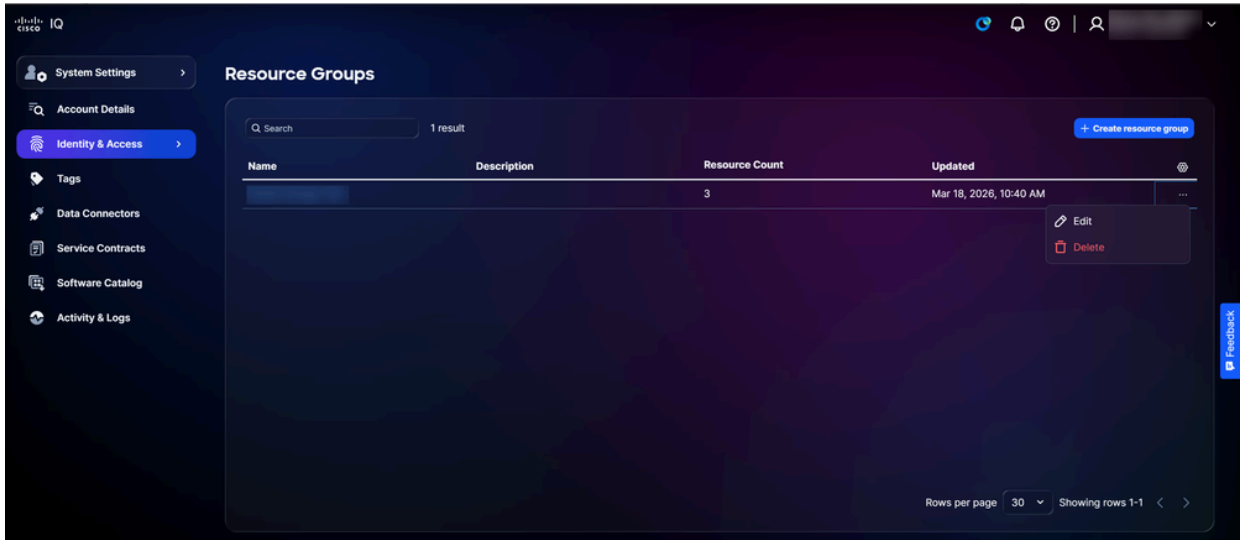 cisco IQ
System Settings
Account Details
Identity & Access
Tags
Data Connectors
Service Contracts
Software Catalog
Activity & Logs
Resource Groups
Search 1 result + Create resource group
Name Description Resource Count Updated
3 Mar 18, 2026, 10:40 AM ...
Edit
Delete
Feedback
Rows per page 30 Showing rows 1-1